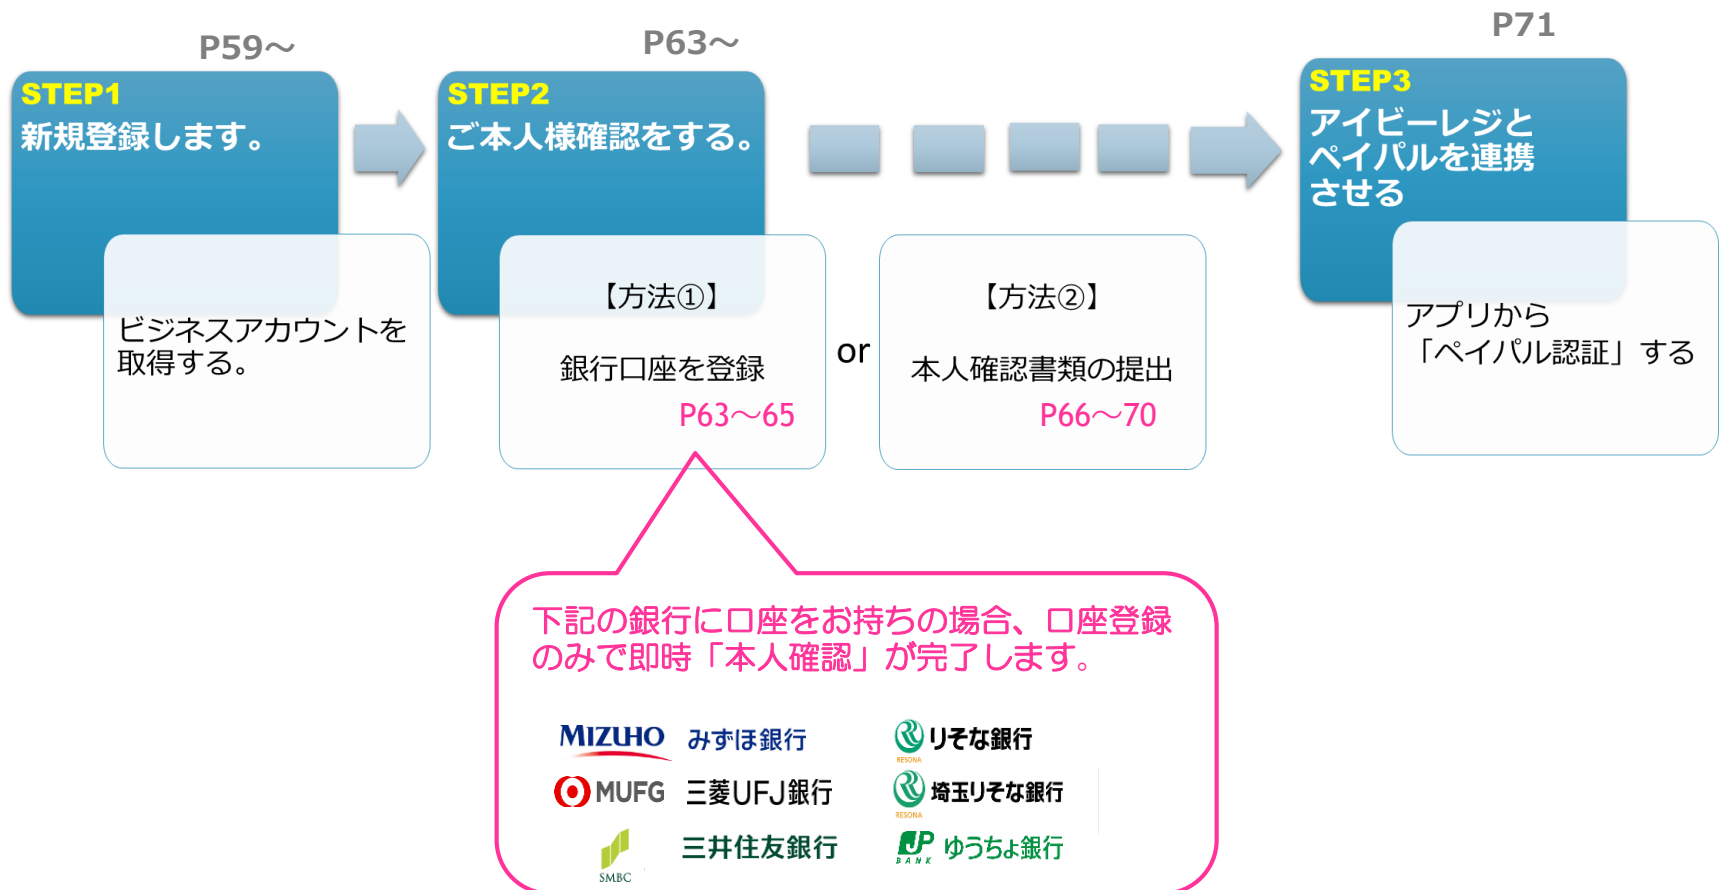 P59～
STEP1
新規登録します。
ビジネスアカウントを
取得する。
P63～
STEP2
ご本人様確認をする。
【方法①】
銀行口座を登録
P63～65
or
【方法②】
本人確認書類の提出
P66～70
P71
STEP3
アイビーレジと
ペイパルを連携
させる
アプリから
「ペイパル認証」する
下記の銀行に口座をお持ちの場合、口座登録
のみで即時「本人確認」が完了します。
MIZUHO みずほ銀行
RESONA りそな銀行
MUFG 三菱UFJ銀行
RESONA 埼玉りそな銀行
SMBC 三井住友銀行
JP BANK ゆうちょ銀行